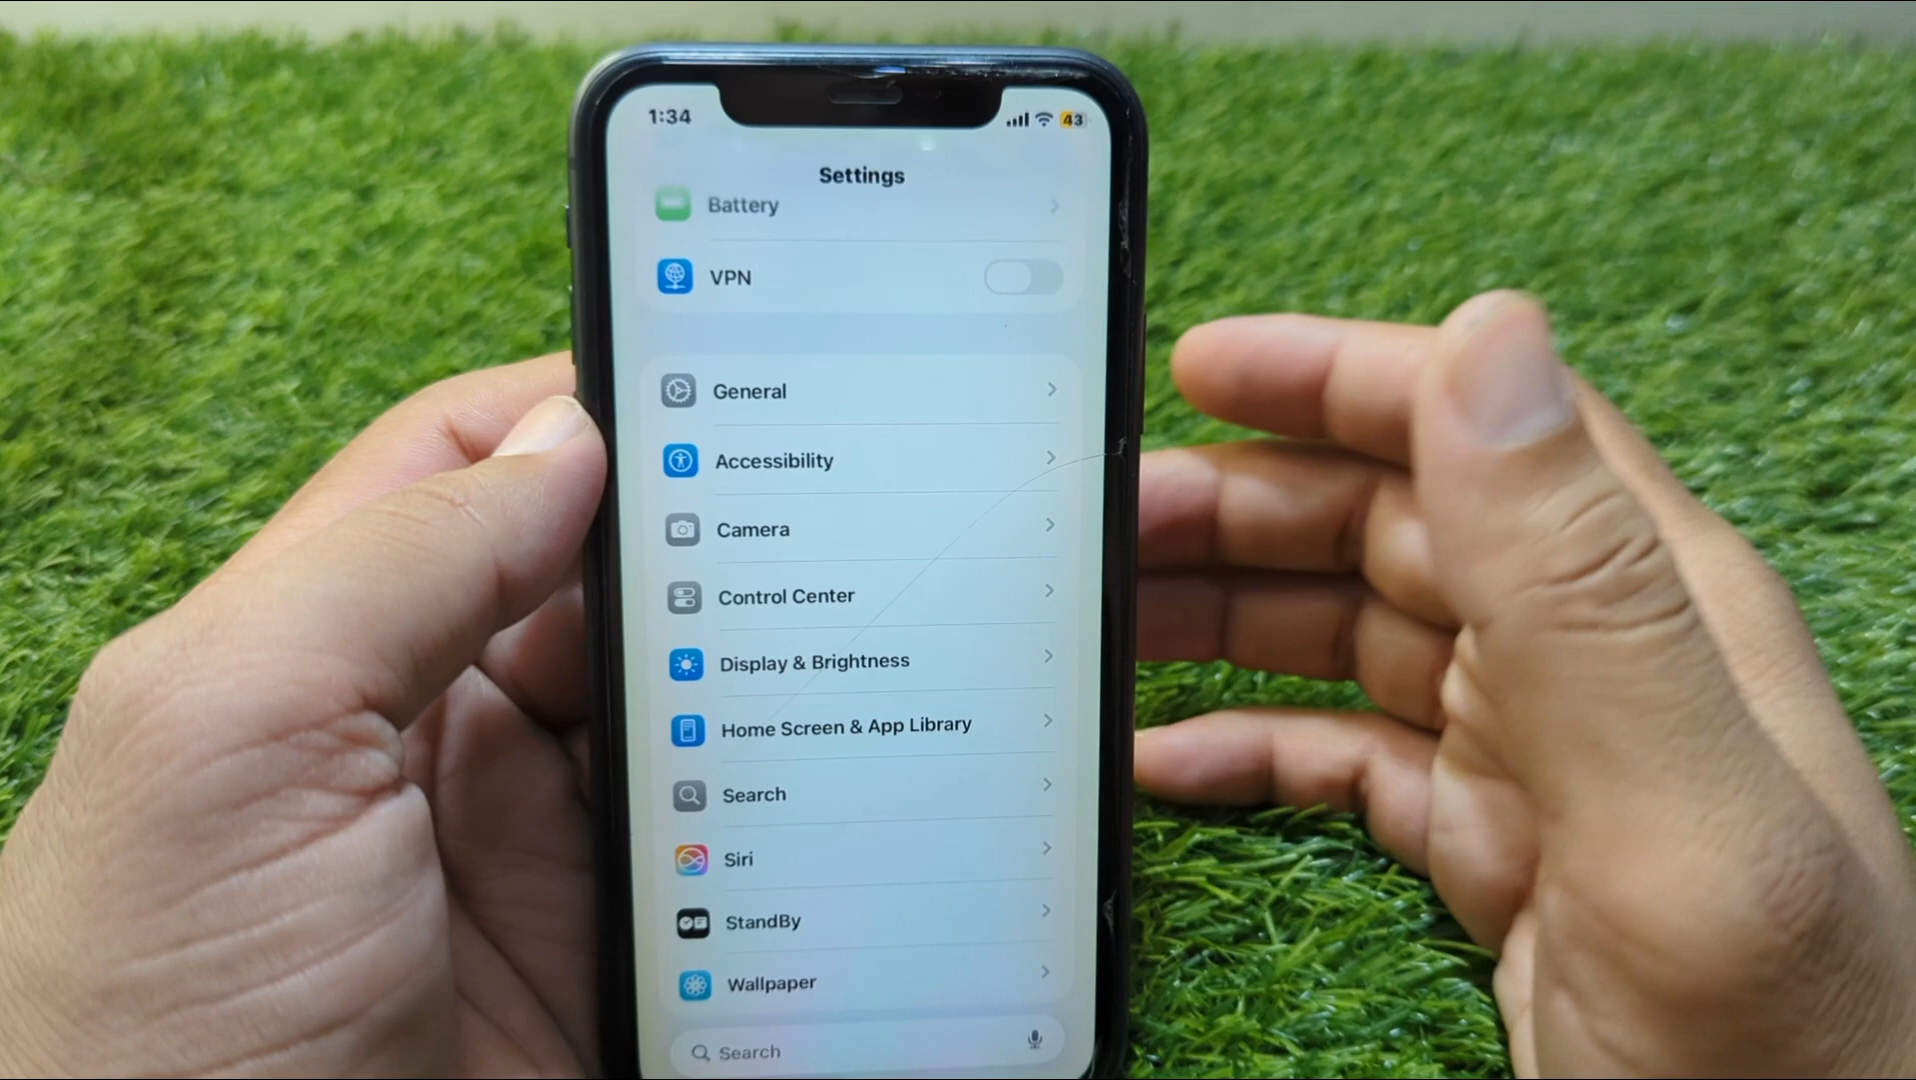 1:34
43
Settings
Battery
VPN
General
Accessibility
Camera
Control Center
Display & Brightness
Home Screen & App Library
Search
Siri
StandBy
Wallpaper
Search